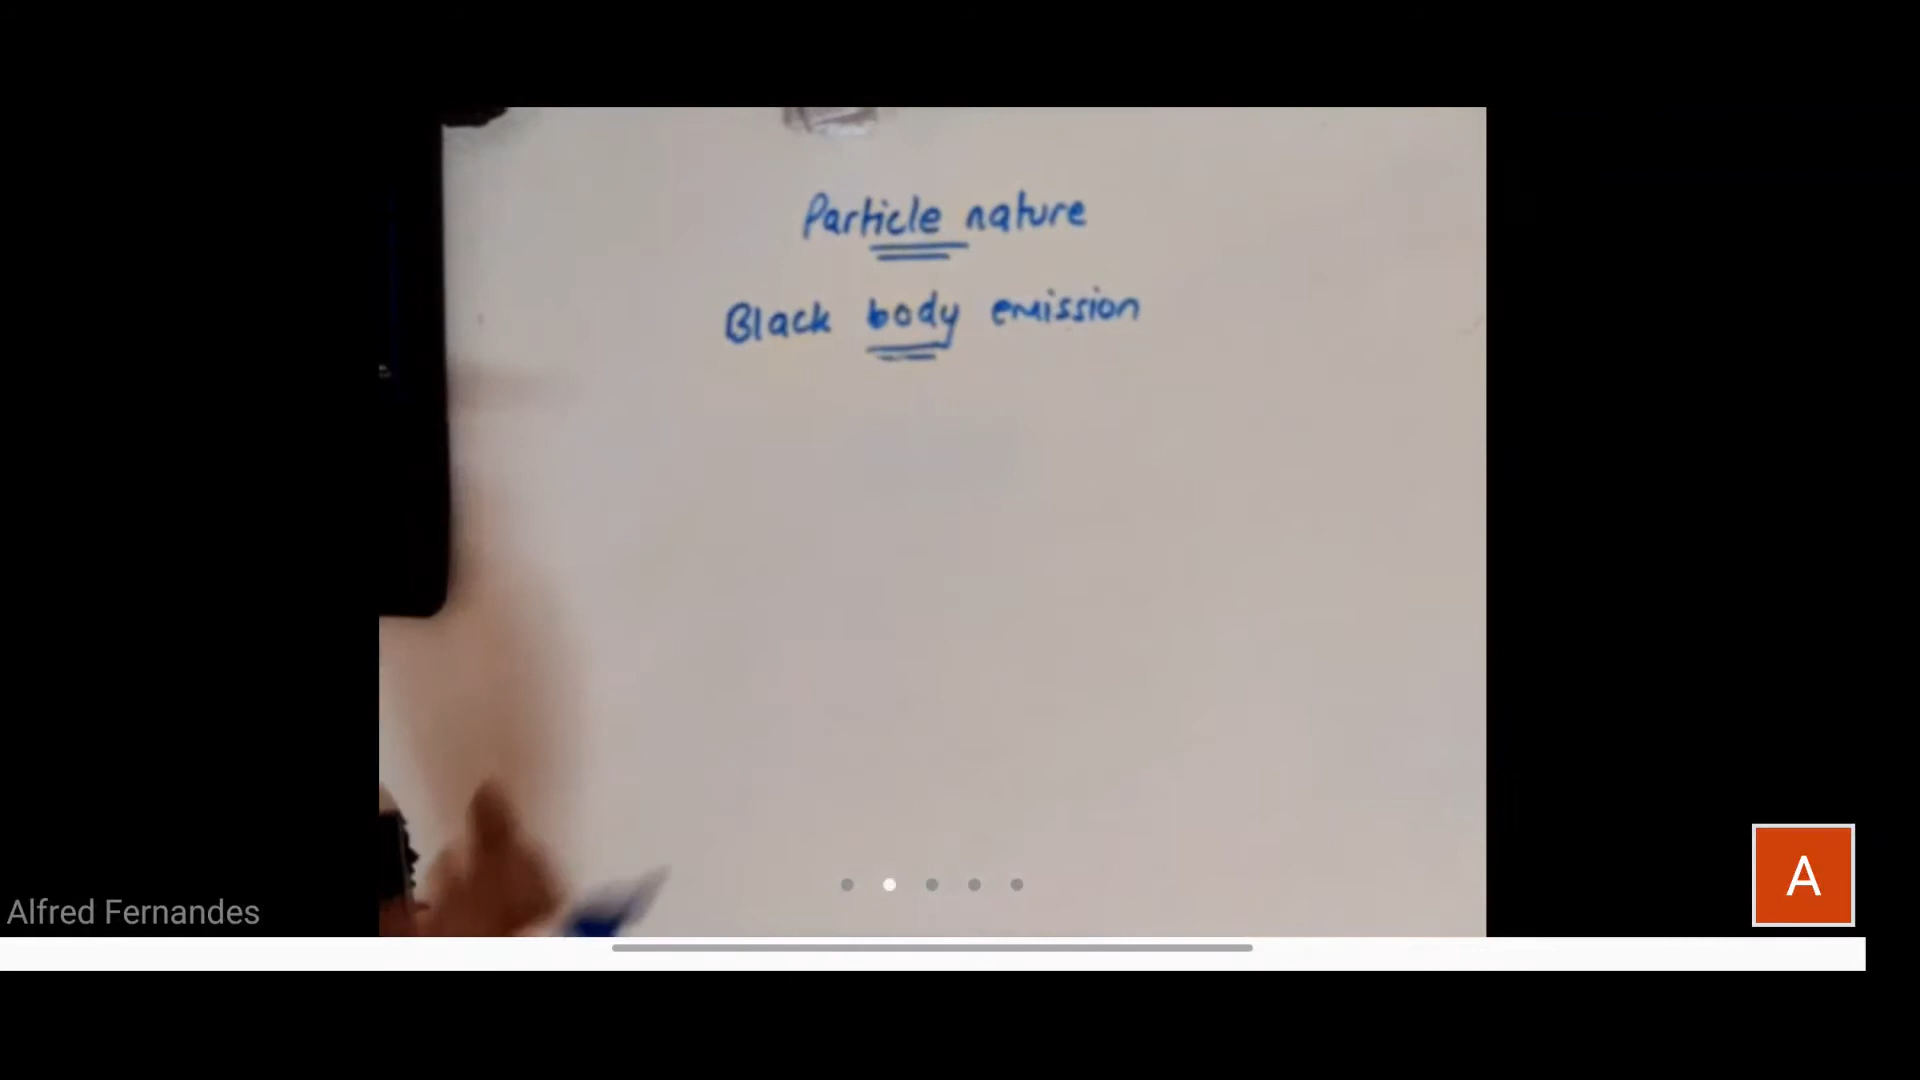 Particle nature
Black body emission
Alfred Fernandes
A